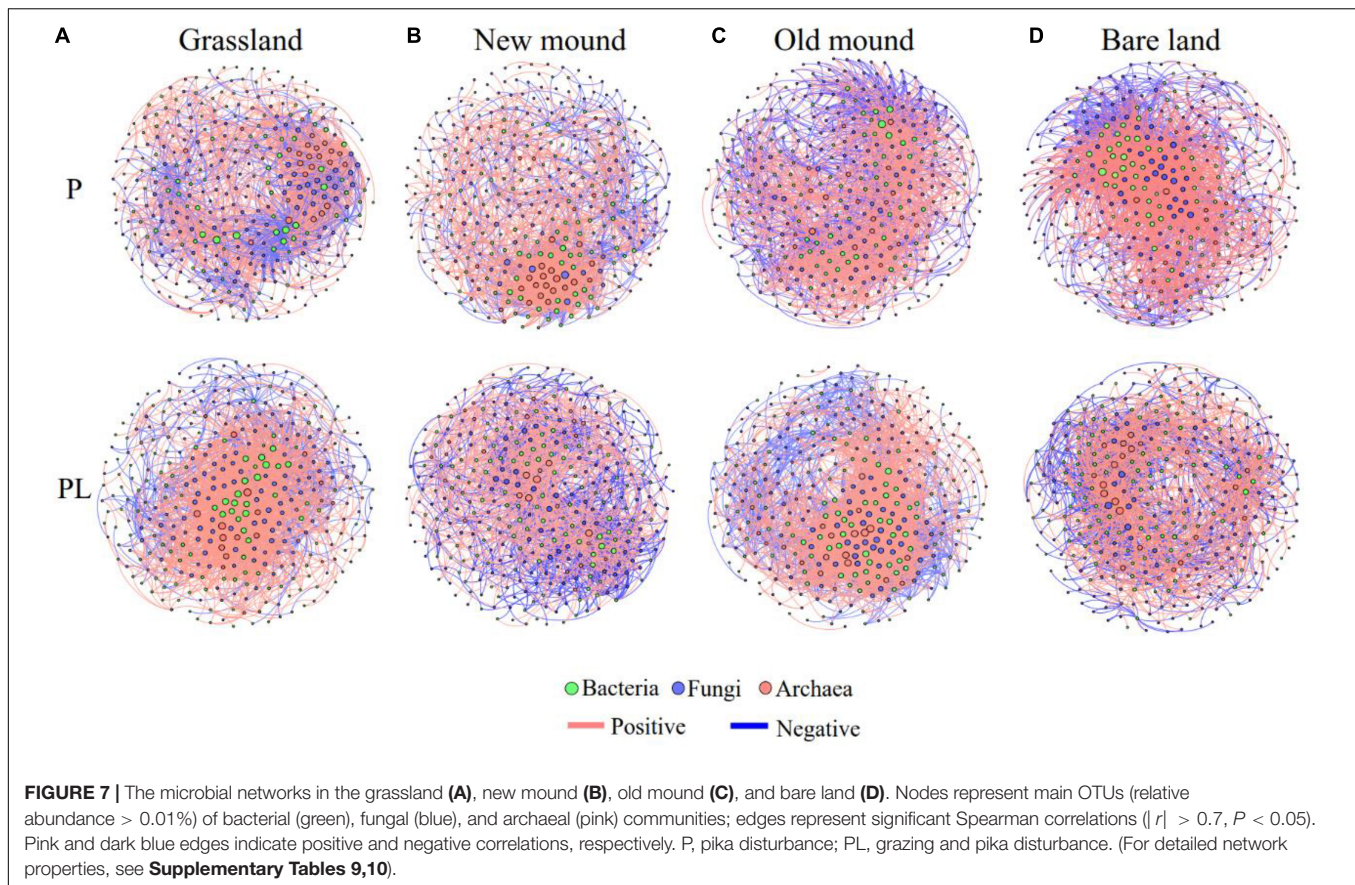 A Grassland B New mound C Old mound D Bare land
P
PL
Bacteria Fungi Archaea
Positive Negative
FIGURE 7 | The microbial networks in the grassland (A), new mound (B), old mound (C), and bare land (D). Nodes represent main OTUs (relative
abundance > 0.01%) of bacterial (green), fungal (blue), and archaeal (pink) communities; edges represent significant Spearman correlations (| r| > 0.7, P < 0.05).
Pink and dark blue edges indicate positive and negative correlations, respectively. P, pika disturbance; PL, grazing and pika disturbance. (For detailed network
properties, see Supplementary Tables 9,10).